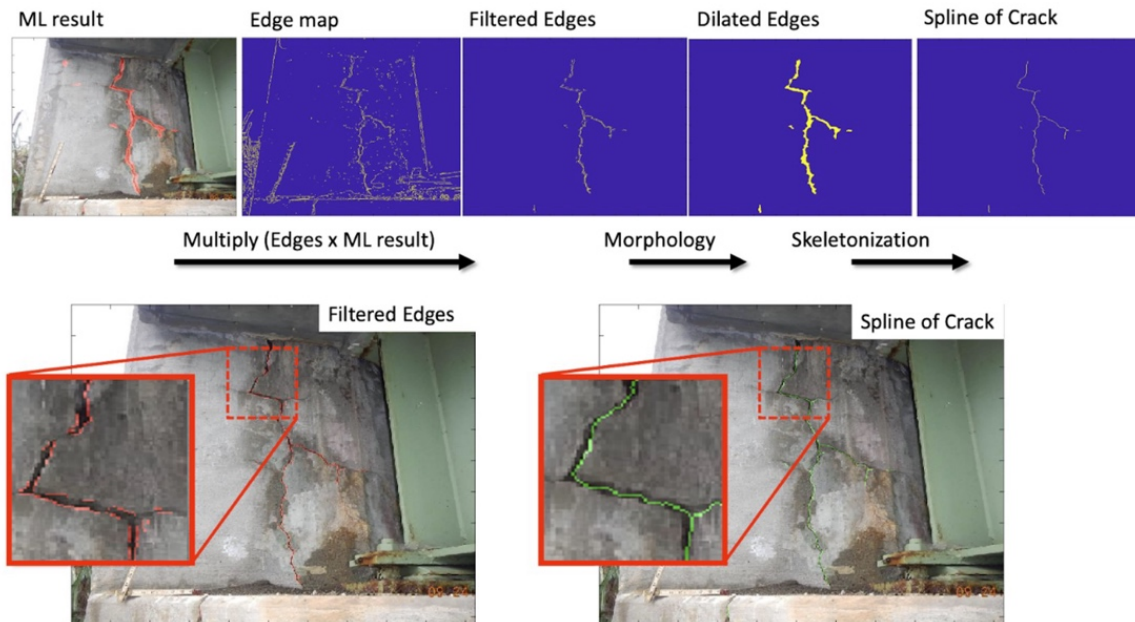 ML result
Edge map
Filtered Edges
Dilated Edges
Spline of Crack
Multiply (Edges x ML result)
Morphology
Skeletonization
Filtered Edges
Spline of Crack